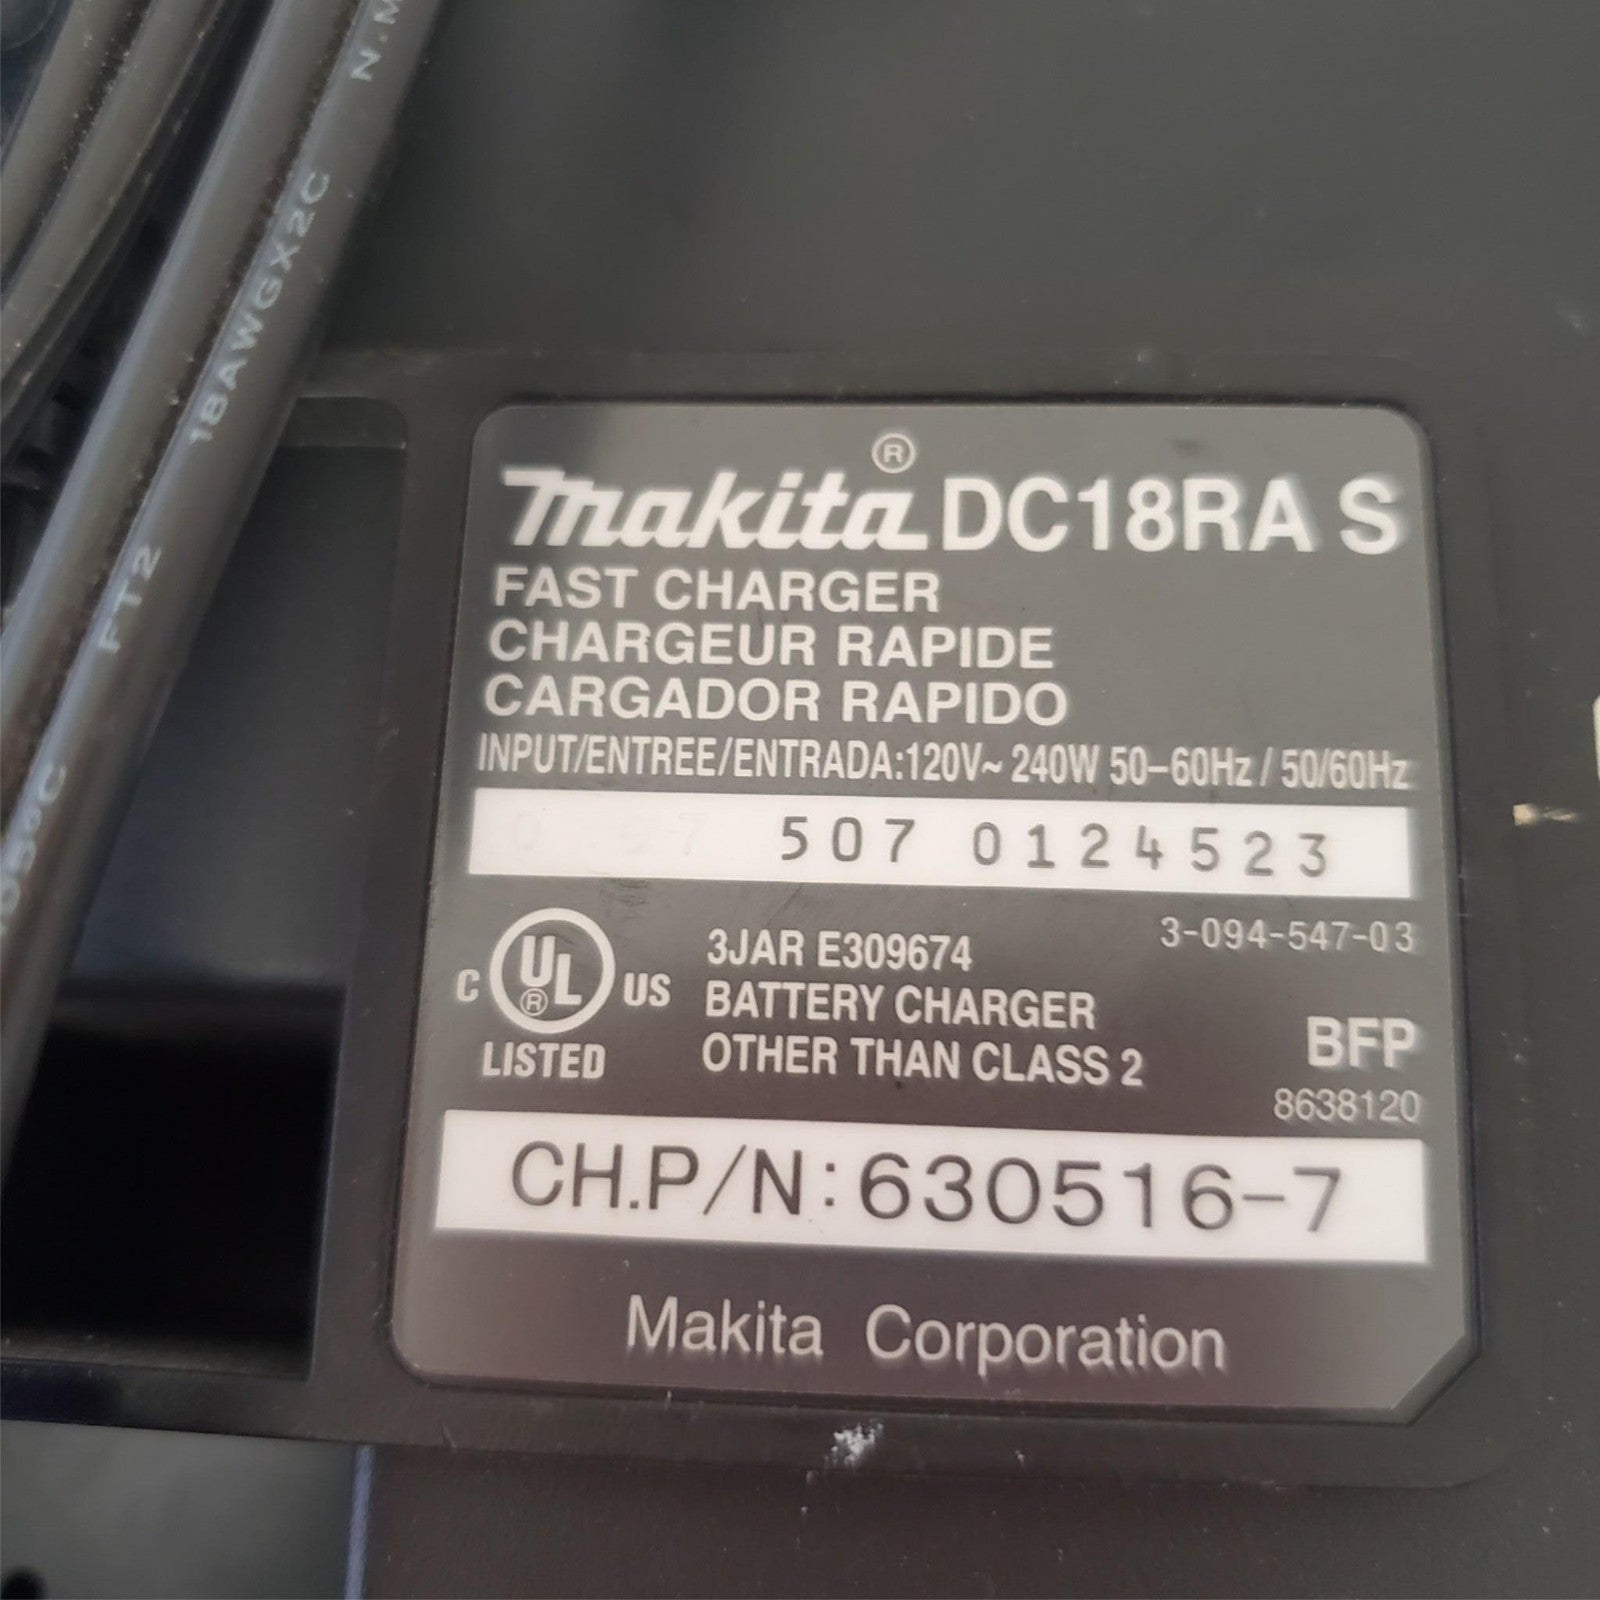 N.M
18AWGX2C
FT2
105°C
makita® DC18RA S
FAST CHARGER
CHARGEUR RAPIDE
CARGADOR RAPIDO
INPUT/ENTREE/ENTRADA:120V~ 240W 50-60Hz / 50/60Hz
507 0124523
3-094-547-03
C UL® US
LISTED
3JAR E309674
BATTERY CHARGER
OTHER THAN CLASS 2
BFP
8638120
CH.P/N:630516-7
Makita Corporation